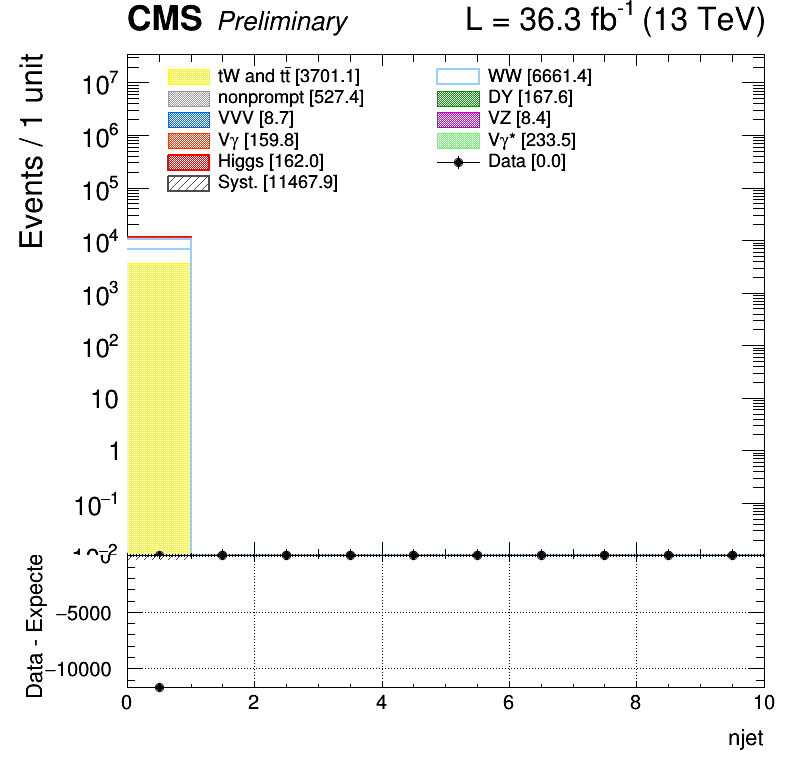 CMS Preliminary L = 36.3 fb⁻¹ (13 TeV)
Events / 1 unit
tW and tt̄ [3701.1]
nonprompt [527.4]
VVV [8.7]
Vγ [159.8]
Higgs [162.0]
Syst. [11467.9]
WW [6661.4]
DY [167.6]
VZ [8.4]
Vγ* [233.5]
Data [0.0]
10⁷
10⁶
10⁵
10⁴
10³
10²
10
1
10⁻¹
Data - Expecte
−5000
−10000
0 2 4 6 8 10
njet